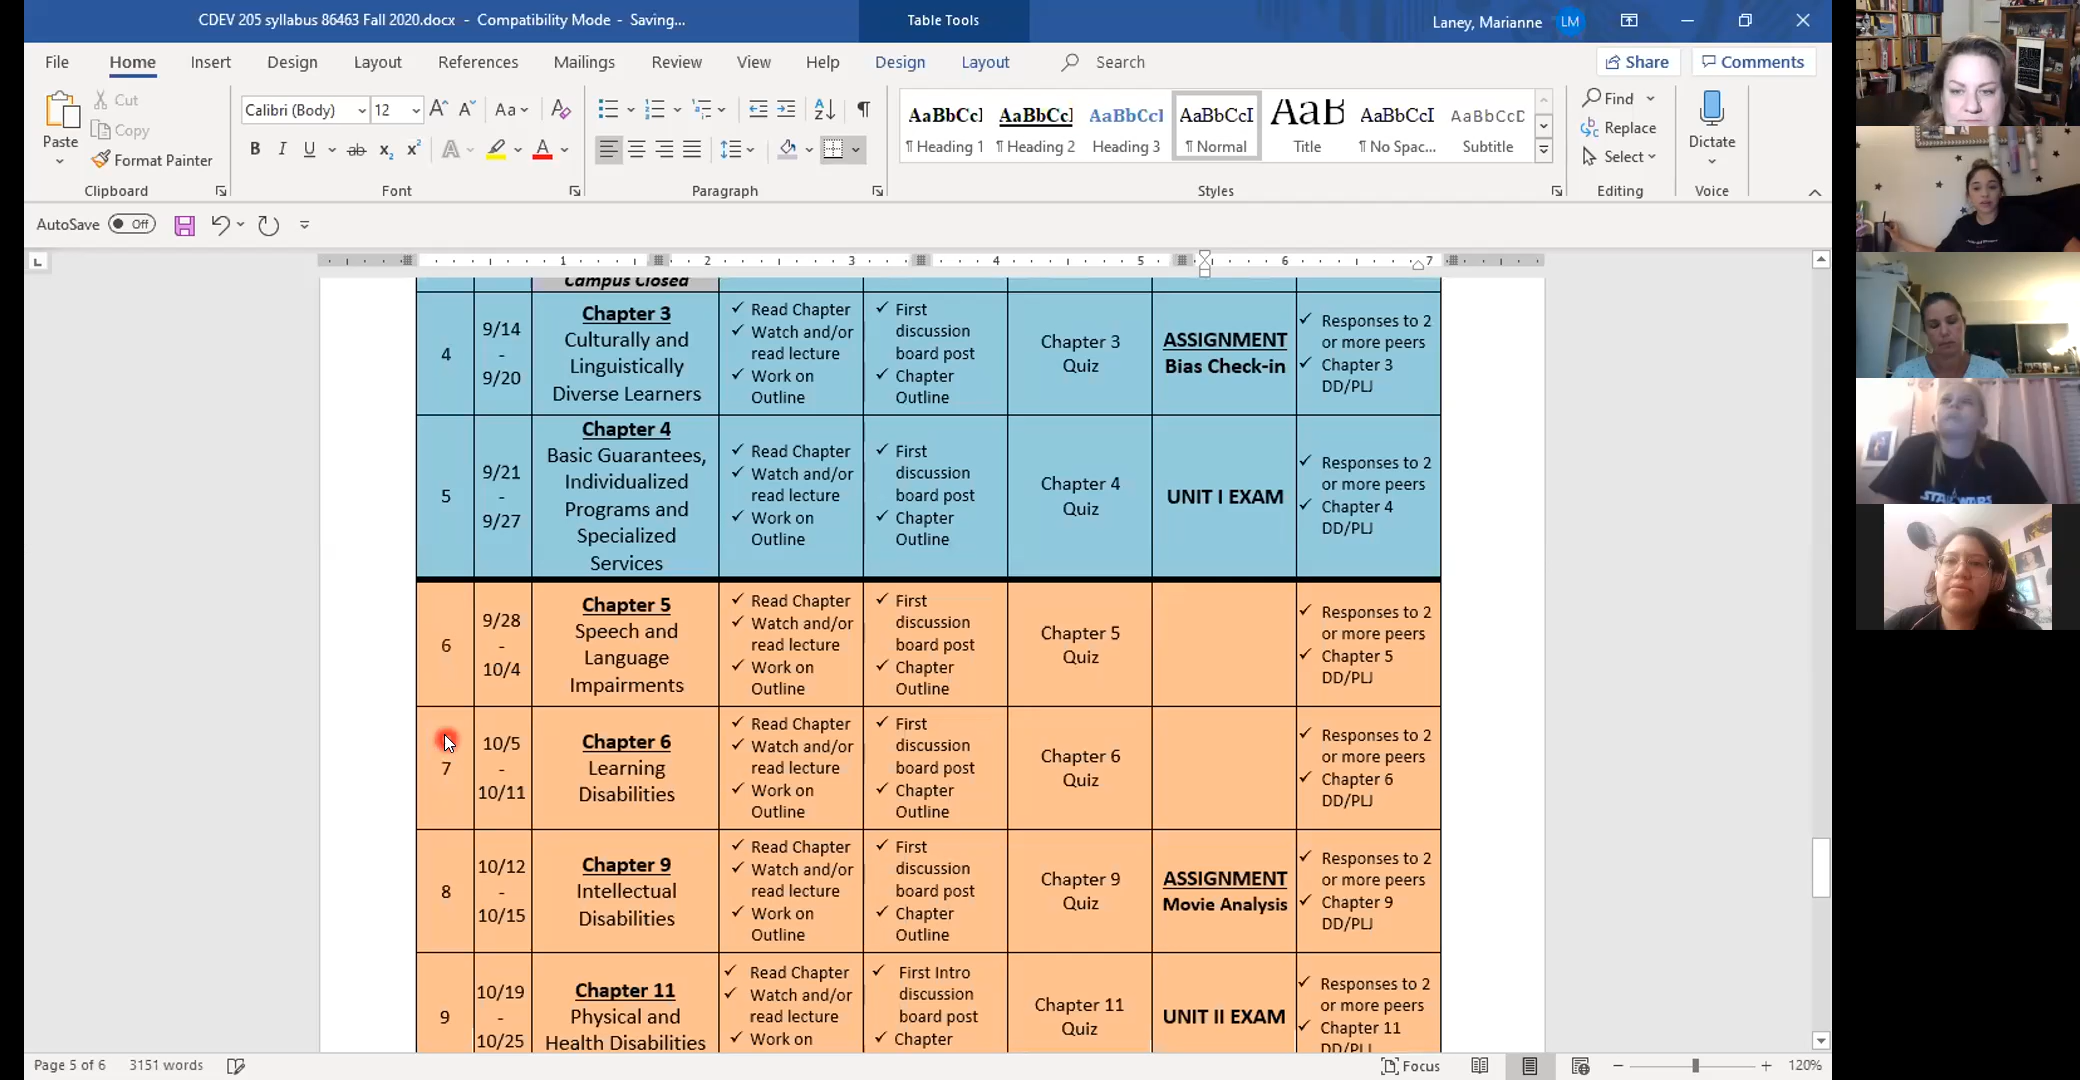 CDEV 205 syllabus 86463 Fall 2020.docx - Compatibility Mode - Saving...
Table Tools
Laney, Marianne LM
File Home Insert Design Layout References Mailings Review View Help Design Layout Search
Share Comments
Paste
Cut
Copy
Format Painter
Clipboard
Calibri (Body) 12
Aa
B I U ab x₂ x²
A A
Font
Paragraph
AaBbCcI AaBbCcI AaBbCcI AaBbCcI AaB AaBbCcI AaBbCcD
¶ Heading 1 ¶ Heading 2 Heading 3 ¶ Normal Title ¶ No Spac... Subtitle
Styles
Find
Replace
Select
Editing
Dictate
Voice
AutoSave Off
1 2 3 4 5 6 7
Campus Closed
4
9/14
-
9/20
Chapter 3
Culturally and
Linguistically
Diverse Learners
Read Chapter
Watch and/or
read lecture
Work on
Outline
First
discussion
board post
Chapter
Outline
Chapter 3
Quiz
ASSIGNMENT
Bias Check-in
Responses to 2
or more peers
Chapter 3
DD/PLJ
5
9/21
-
9/27
Chapter 4
Basic Guarantees,
Individualized
Programs and
Specialized
Services
Read Chapter
Watch and/or
read lecture
Work on
Outline
First
discussion
board post
Chapter
Outline
Chapter 4
Quiz
UNIT I EXAM
Responses to 2
or more peers
Chapter 4
DD/PLJ
6
9/28
-
10/4
Chapter 5
Speech and
Language
Impairments
Read Chapter
Watch and/or
read lecture
Work on
Outline
First
discussion
board post
Chapter
Outline
Chapter 5
Quiz
Responses to 2
or more peers
Chapter 5
DD/PLJ
7
10/5
-
10/11
Chapter 6
Learning
Disabilities
Read Chapter
Watch and/or
read lecture
Work on
Outline
First
discussion
board post
Chapter
Outline
Chapter 6
Quiz
Responses to 2
or more peers
Chapter 6
DD/PLJ
8
10/12
-
10/15
Chapter 9
Intellectual
Disabilities
Read Chapter
Watch and/or
read lecture
Work on
Outline
First
discussion
board post
Chapter
Outline
Chapter 9
Quiz
ASSIGNMENT
Movie Analysis
Responses to 2
or more peers
Chapter 9
DD/PLJ
9
10/19
-
10/25
Chapter 11
Physical and
Health Disabilities
Read Chapter
Watch and/or
read lecture
Work on
First Intro
discussion
board post
Chapter
Chapter 11
Quiz
UNIT II EXAM
Responses to 2
or more peers
Chapter 11
DD/PLJ
Page 5 of 6 3151 words
Focus
120%
STAR WARS